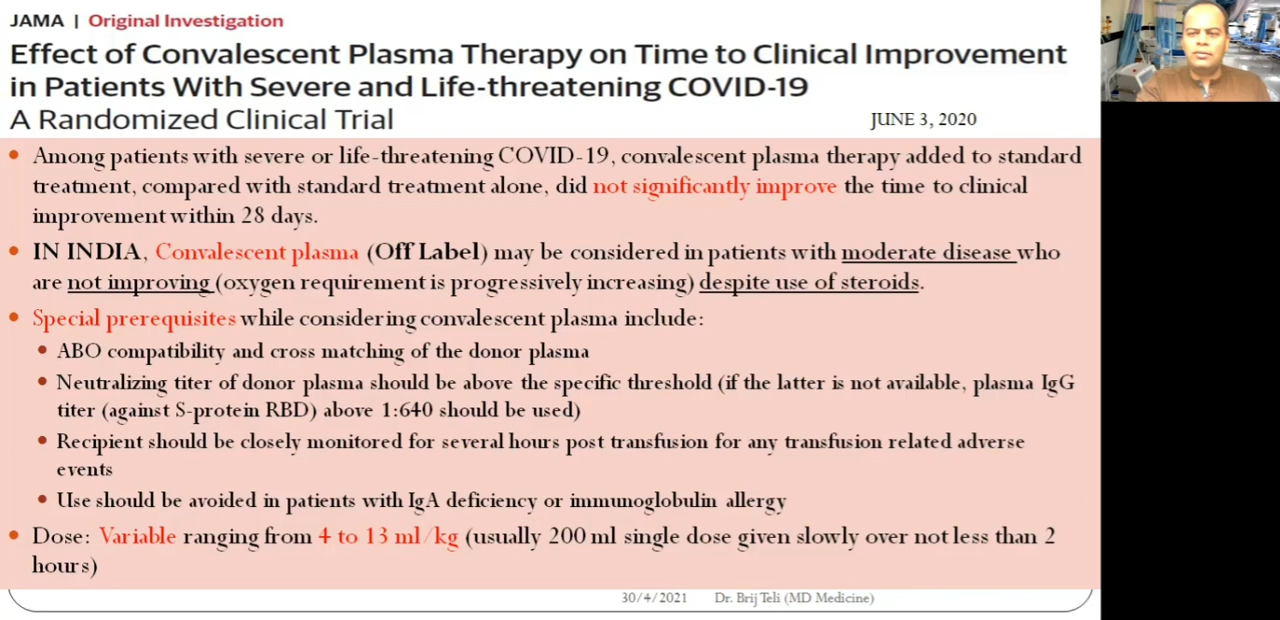 JAMA | Original Investigation
Effect of Convalescent Plasma Therapy on Time to Clinical Improvement
in Patients With Severe and Life-threatening COVID-19
A Randomized Clinical Trial
JUNE 3, 2020
• Among patients with severe or life-threatening COVID-19, convalescent plasma therapy added to standard
treatment, compared with standard treatment alone, did not significantly improve the time to clinical
improvement within 28 days.
• IN INDIA, Convalescent plasma (Off Label) may be considered in patients with moderate disease who
are not improving (oxygen requirement is progressively increasing) despite use of steroids.
• Special prerequisites while considering convalescent plasma include:
• ABO compatibility and cross matching of the donor plasma
• Neutralizing titer of donor plasma should be above the specific threshold (if the latter is not available, plasma IgG
titer (against S-protein RBD) above 1:640 should be used)
• Recipient should be closely monitored for several hours post transfusion for any transfusion related adverse
events
• Use should be avoided in patients with IgA deficiency or immunoglobulin allergy
• Dose: Variable ranging from 4 to 13 ml/kg (usually 200 ml single dose given slowly over not less than 2
hours)
30/4/2021 Dr. Brij Teli (MD Medicine)